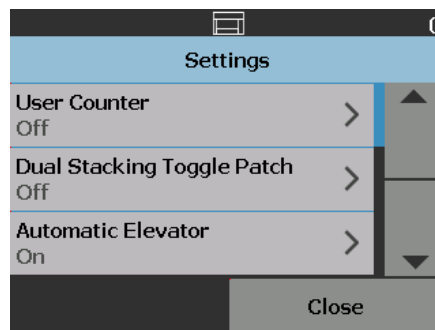 Settings
User Counter
Off
Dual Stacking Toggle Patch
Off
Automatic Elevator
On
Close